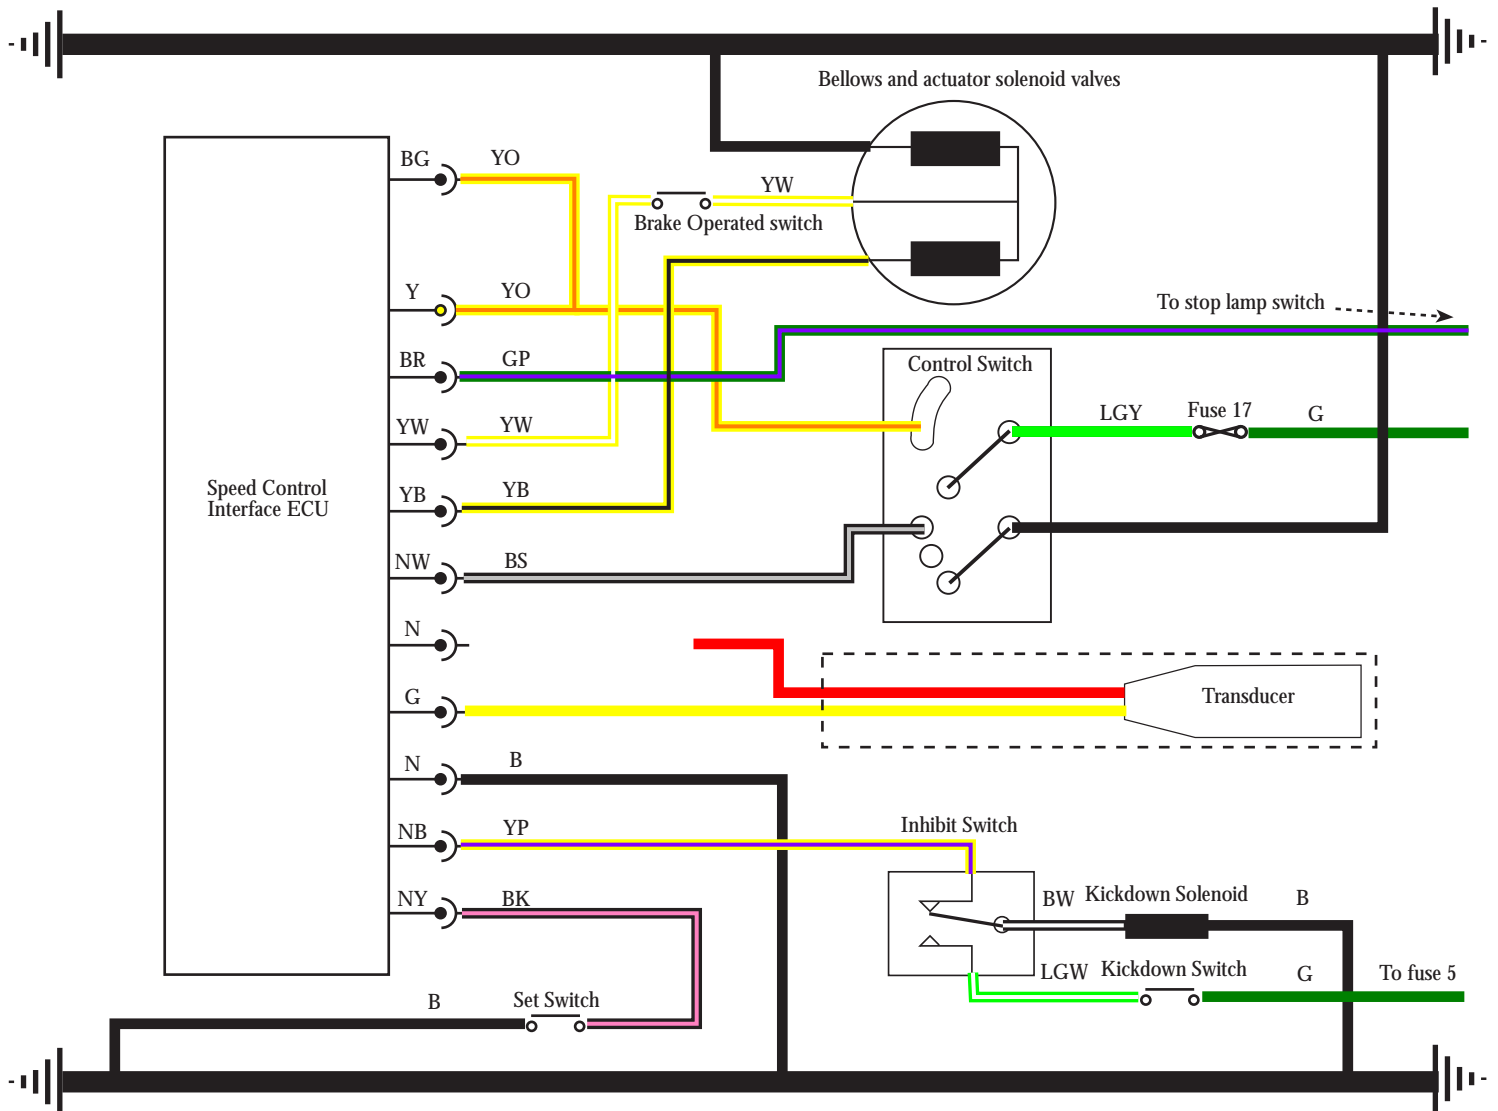 Bellows and actuator solenoid valves
BG
YO
YW
Brake Operated switch
Y
YO
To stop lamp switch
BR
GP
Control Switch
LGY
Fuse 17
G
YW
YW
Speed Control
Interface ECU
YB
YB
NW
BS
N
G
Transducer
N
B
NB
YP
Inhibit Switch
NY
BK
BW
Kickdown Solenoid
B
LGW
Kickdown Switch
G
To fuse 5
B
Set Switch